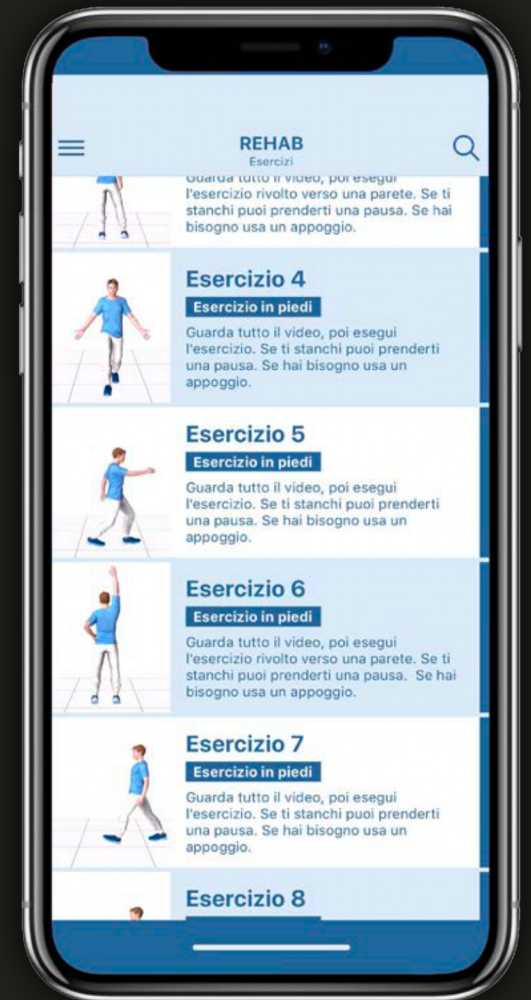 REHAB
Esercizi
Guarda tutto il video, poi esegui
l'esercizio rivolto verso una parete. Se ti
stanchi puoi prenderti una pausa. Se hai
bisogno usa un appoggio.
Esercizio 4
Esercizio in piedi
Guarda tutto il video, poi esegui
l'esercizio. Se ti stanchi puoi prenderti
una pausa. Se hai bisogno usa un
appoggio.
Esercizio 5
Esercizio in piedi
Guarda tutto il video, poi esegui
l'esercizio. Se ti stanchi puoi prenderti
una pausa. Se hai bisogno usa un
appoggio.
Esercizio 6
Esercizio in piedi
Guarda tutto il video, poi esegui
l'esercizio rivolto verso una parete. Se ti
stanchi puoi prenderti una pausa.  Se hai
bisogno usa un appoggio.
Esercizio 7
Esercizio in piedi
Guarda tutto il video, poi esegui
l'esercizio. Se ti stanchi puoi prenderti
una pausa. Se hai bisogno usa un
appoggio.
Esercizio 8